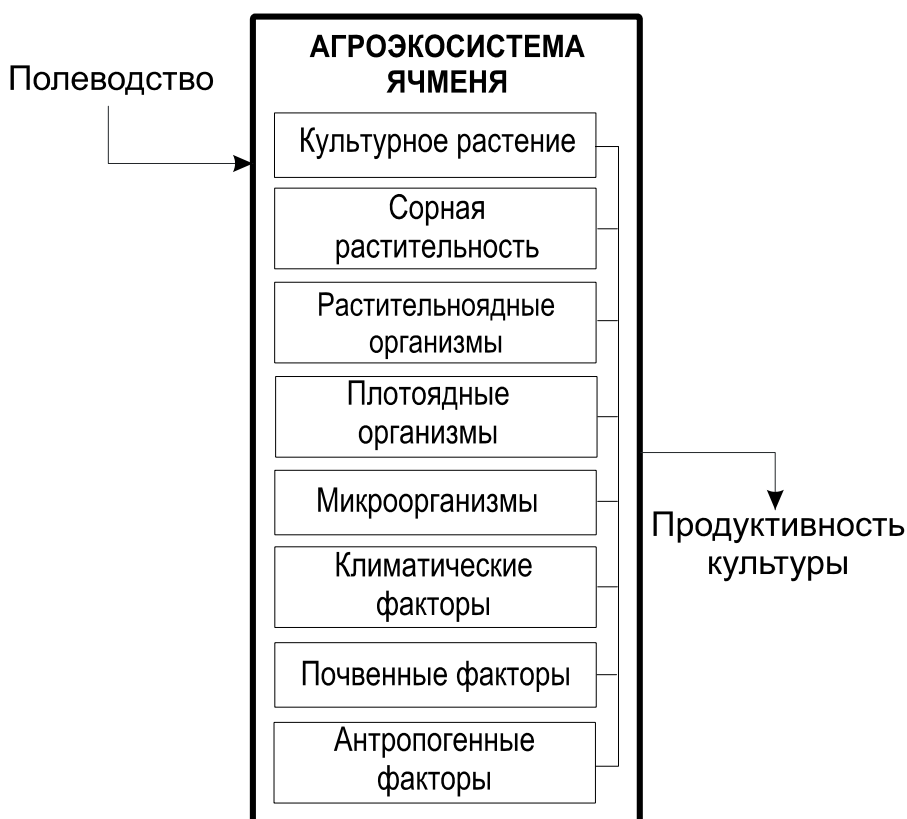 АГРОЭКОСИСТЕМА
ЯЧМЕНЯ
Полеводство
Культурное растение
Сорная
растительность
Растительноядные
организмы
Плотоядные
организмы
Микроорганизмы
Климатические
факторы
Почвенные факторы
Антропогенные
факторы
Продуктивность
культуры